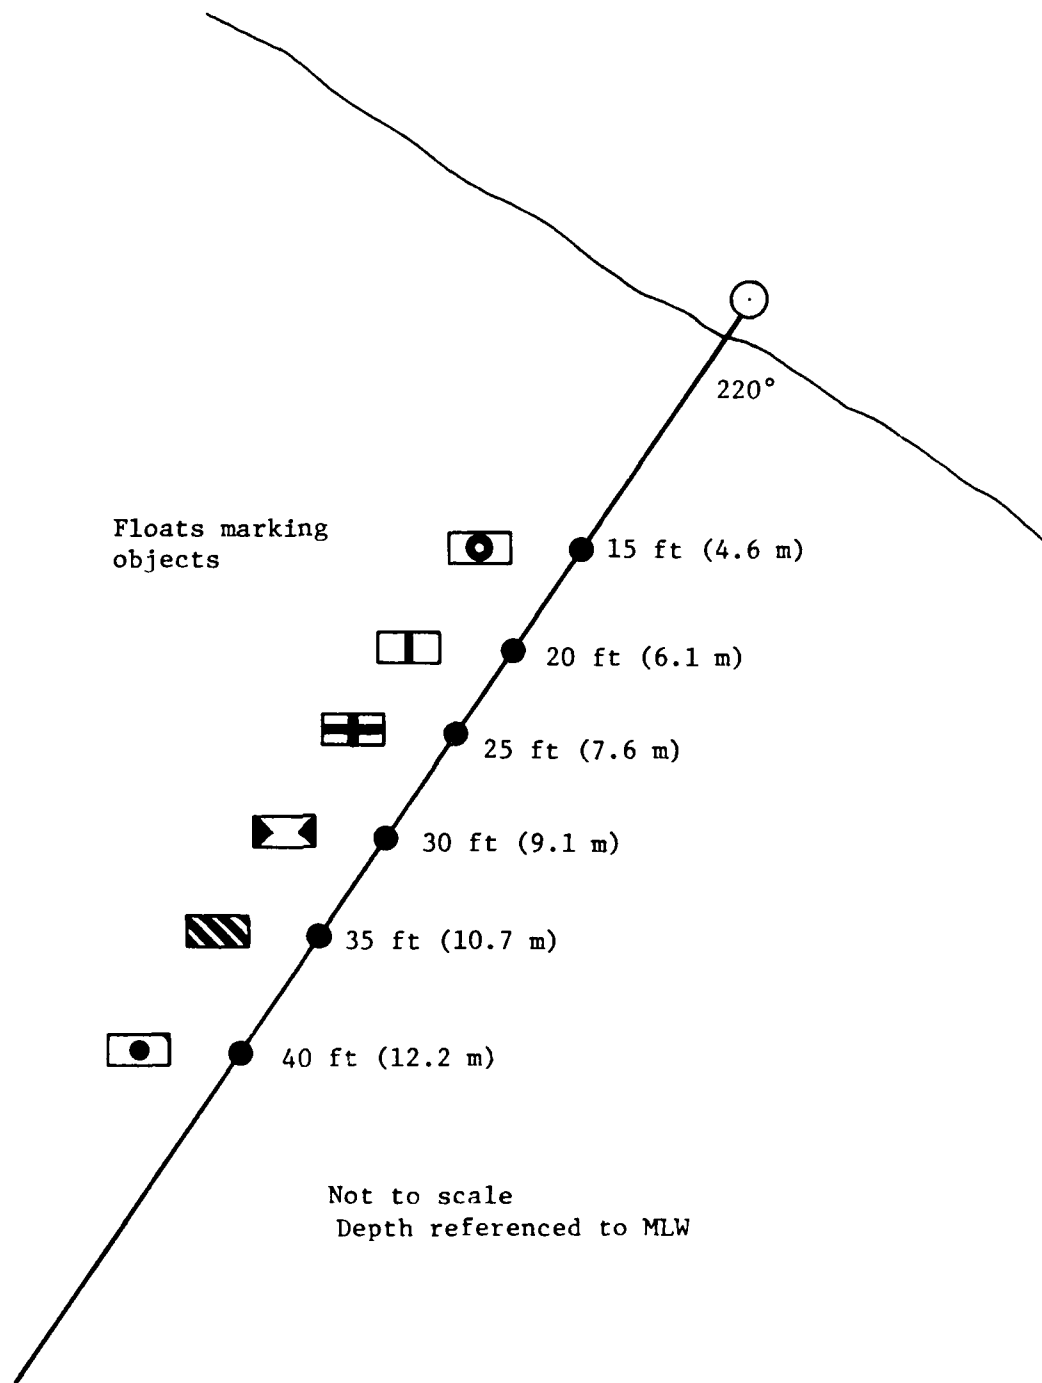 220°
Floats marking
objects
15 ft (4.6 m)
20 ft (6.1 m)
25 ft (7.6 m)
30 ft (9.1 m)
35 ft (10.7 m)
40 ft (12.2 m)
Not to scale
Depth referenced to MLW